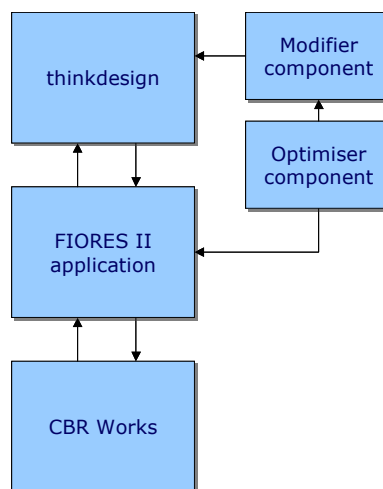 thinkdesign
Modifier
component
Optimiser
component
FIORES II
application
CBR Works